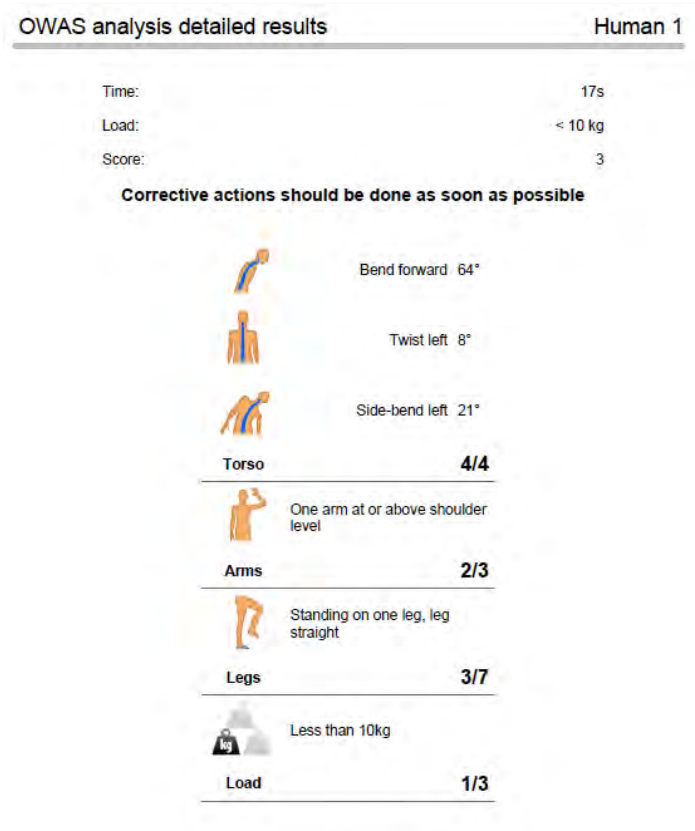 OWAS analysis detailed results Human 1
Time: 17s
Load: < 10 kg
Score: 3
Corrective actions should be done as soon as possible
Bend forward 64°
Twist left 8°
Side-bend left 21°
Torso 4/4
One arm at or above shoulder
level
Arms 2/3
Standing on one leg, leg
straight
Legs 3/7
kg
Less than 10kg
Load 1/3